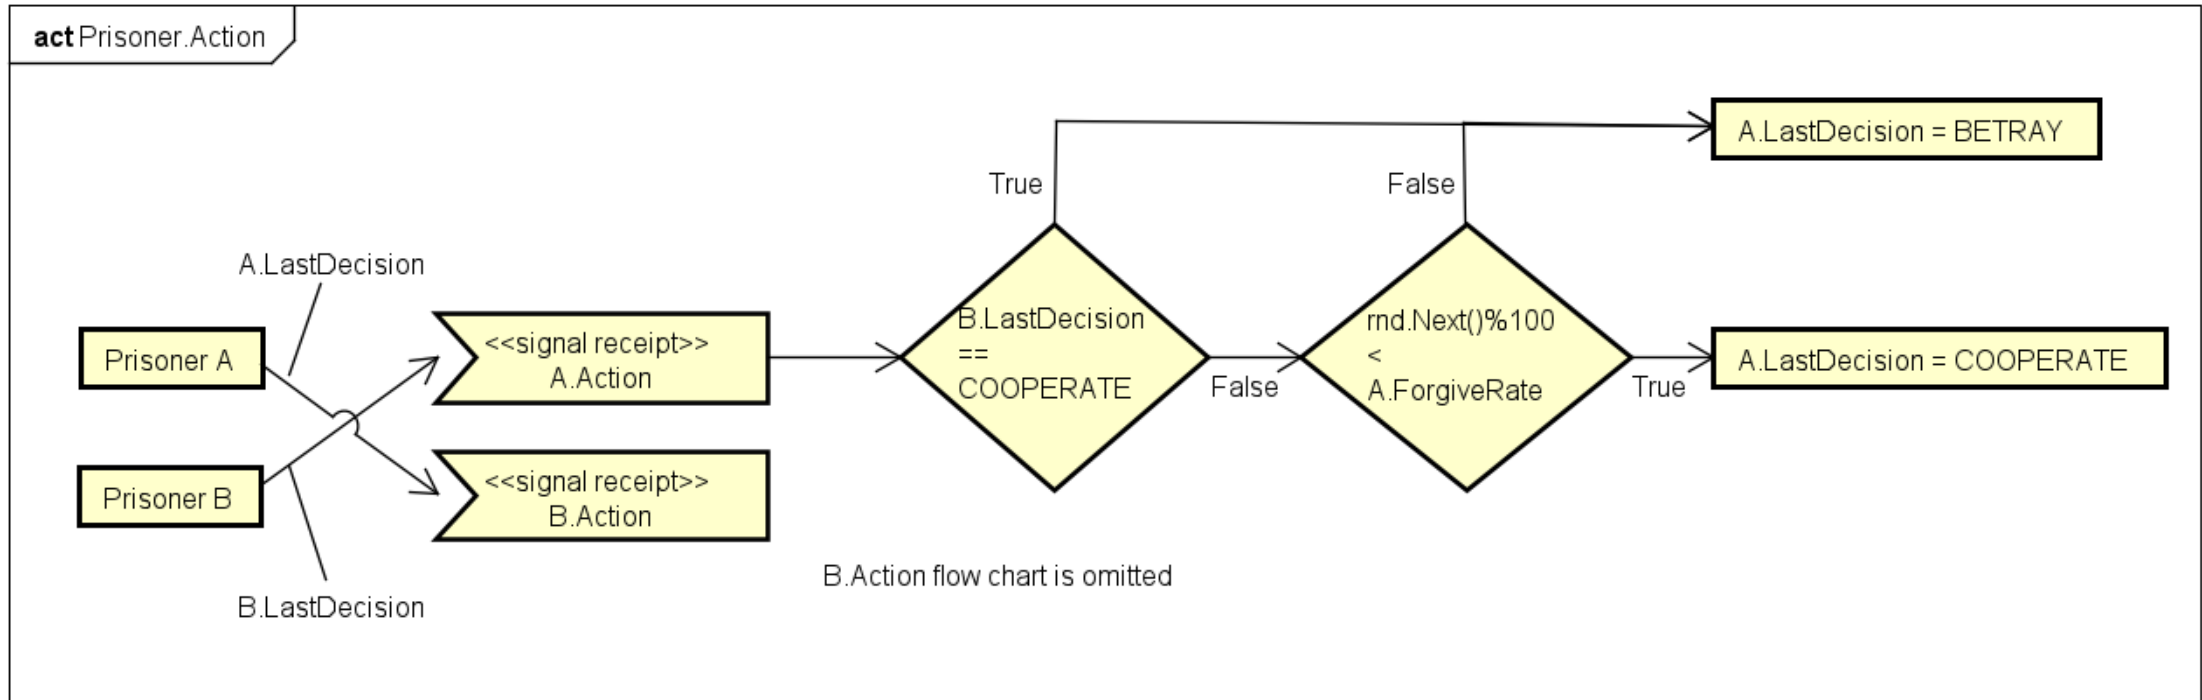 act Prisoner.Action
A.LastDecision
Prisoner A
Prisoner B
B.LastDecision
<<signal receipt>>
A.Action
<<signal receipt>>
B.Action
B.Action flow chart is omitted
True
B.LastDecision
==
COOPERATE
False
False
rnd.Next()%100
<
A.ForgiveRate
True
A.LastDecision = BETRAY
A.LastDecision = COOPERATE